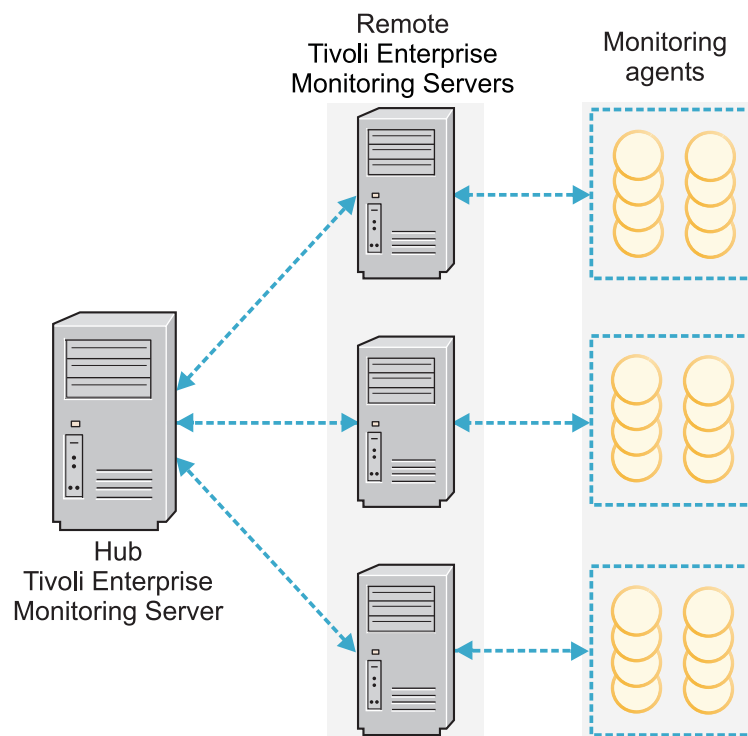 Remote
Tivoli Enterprise
Monitoring Servers
Monitoring
agents
Hub
Tivoli Enterprise
Monitoring Server